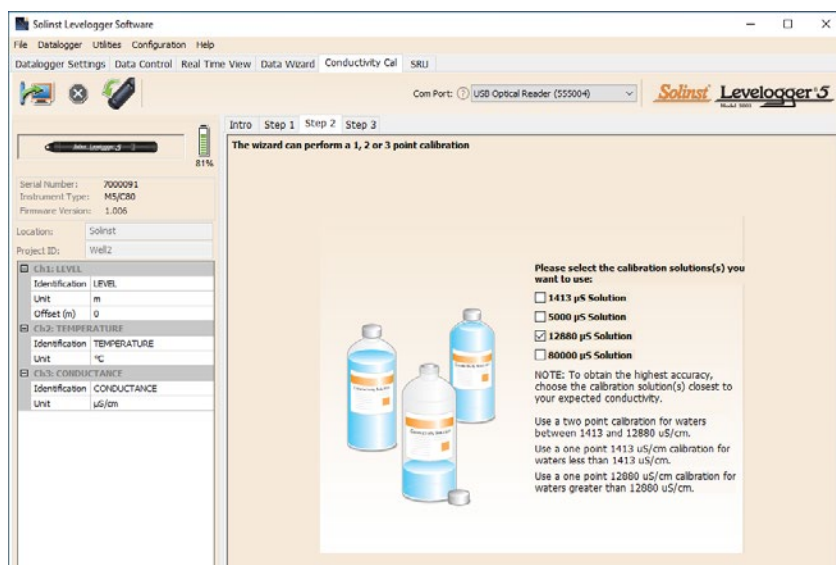 Solinst Levelogger Software
File Datalogger Utilities Configuration Help
Datalogger Settings Data Control Real Time View Data Wizard Conductivity Cal SRU
Com Port: ? USB Optical Reader (555004)
Solinst Levelogger 5
Intro Step 1 Step 2 Step 3
The wizard can perform a 1, 2 or 3 point calibration
81%
Serial Number: 7000091
Instrument Type: M5/C80
Firmware Version: 1.006
Location: Solinst
Project ID: Well2
Ch1: LEVEL
Identification LEVEL
Unit m
Offset (m) 0
Ch2: TEMPERATURE
Identification TEMPERATURE
Unit °C
Ch3: CONDUCTANCE
Identification CONDUCTANCE
Unit µS/cm
Please select the calibration solutions(s) you
want to use:
1413 µS Solution
5000 µS Solution
12880 µS Solution
80000 µS Solution
NOTE: To obtain the highest accuracy,
choose the calibration solution(s) closest to
your expected conductivity.
Use a two point calibration for waters
between 1413 and 12880 uS/cm.
Use a one point 1413 uS/cm calibration for
waters less than 1413 uS/cm.
Use a one point 12880 uS/cm calibration for
waters greater than 12880 uS/cm.